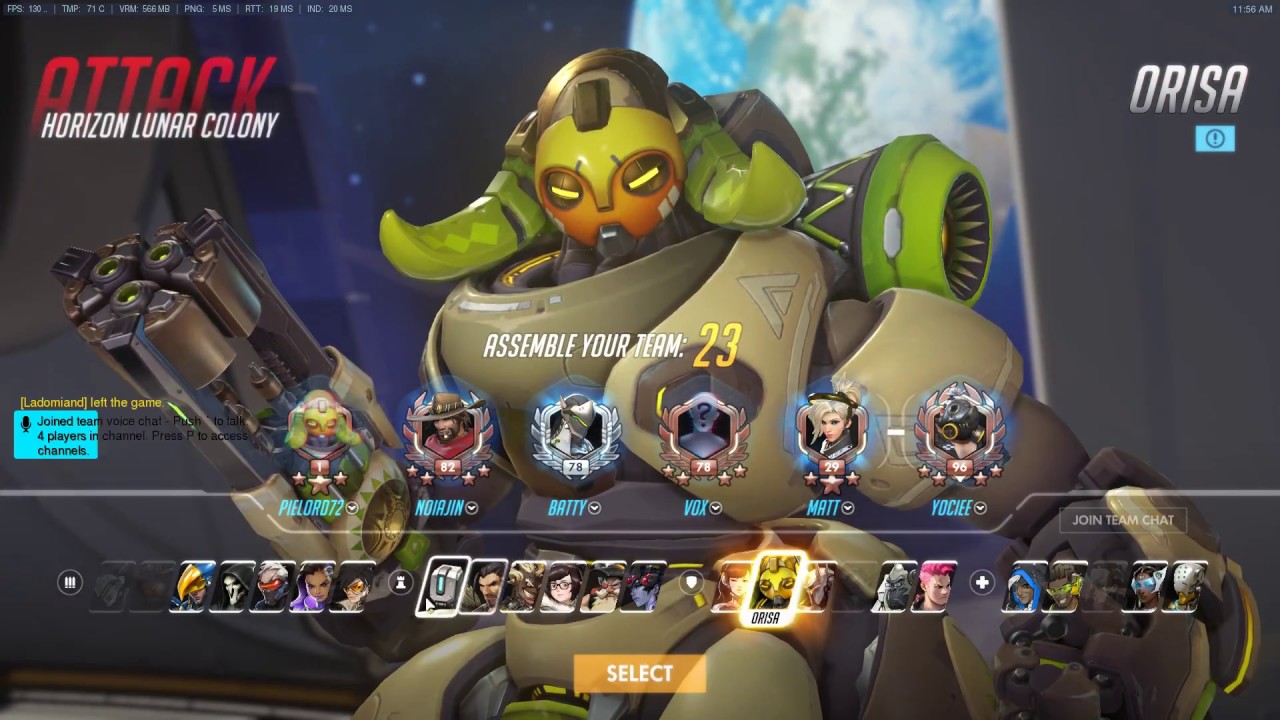 FPS: 130 .. | TMP: 71 C | VRM: 566 MB | PNG: 5 MS | RTT: 19 MS | IND: 20 MS
11:56 AM
ATTACK
HORIZON LUNAR COLONY
ORISA
ASSEMBLE YOUR TEAM: 23
[Ladomiand] left the game.
Joined team voice chat - Push ` to talk.
4 players in channel. Press P to access
channels.
1 82 78 78 29 96
PIELORD72 NOIRJIN BATTY VOX MATT YOCIEE
JOIN TEAM CHAT
ORISA
SELECT